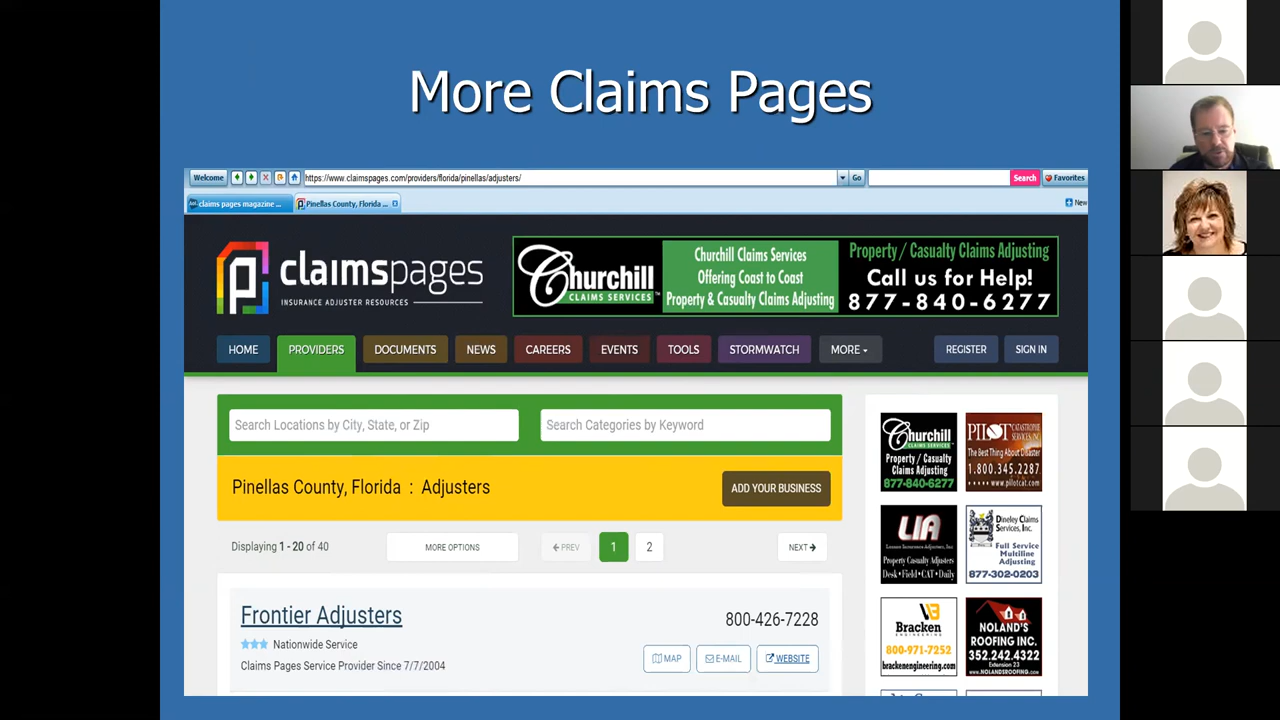 More Claims Pages
Welcome
https://www.claimspages.com/providers/florida/pinellas/adjusters/
Go
Search
Favorites
claims pages magazine ...
Pinellas County, Florida ...
New
claimspages
INSURANCE ADJUSTER RESOURCES
Churchill
CLAIMS SERVICES
Churchill Claims Services
Offering Coast to Coast
Property & Casualty Claims Adjusting
Property / Casualty Claims Adjusting
Call us for Help!
877-840-6277
HOME
PROVIDERS
DOCUMENTS
NEWS
CAREERS
EVENTS
TOOLS
STORMWATCH
MORE
REGISTER
SIGN IN
Search Locations by City, State, or Zip
Search Categories by Keyword
Pinellas County, Florida : Adjusters
ADD YOUR BUSINESS
Displaying 1 - 20 of 40
MORE OPTIONS
PREV
1
2
NEXT
Frontier Adjusters
800-426-7228
Nationwide Service
Claims Pages Service Provider Since 7/7/2004
MAP
E-MAIL
WEBSITE
Churchill
CLAIMS SERVICES
Property / Casualty
Claims Adjusting
877-840-6277
PILOT
CATASTROPHE
SERVICES, INC
The Best Thing About Disaster
1.800.345.2287
www.pilotcat.com
LIA
Property Casualty Adjusters
Desk • Field • CAT • Daily
Dineley Claims
Services, Inc.
Full Service
Multiline
Adjusting
877-302-0203
Bracken
ENGINEERING
800-971-7252
brackenengineering.com
NOLAND'S
ROOFING INC.
352.242.4322
Extension 23
www.NOLANDSROOFING.com